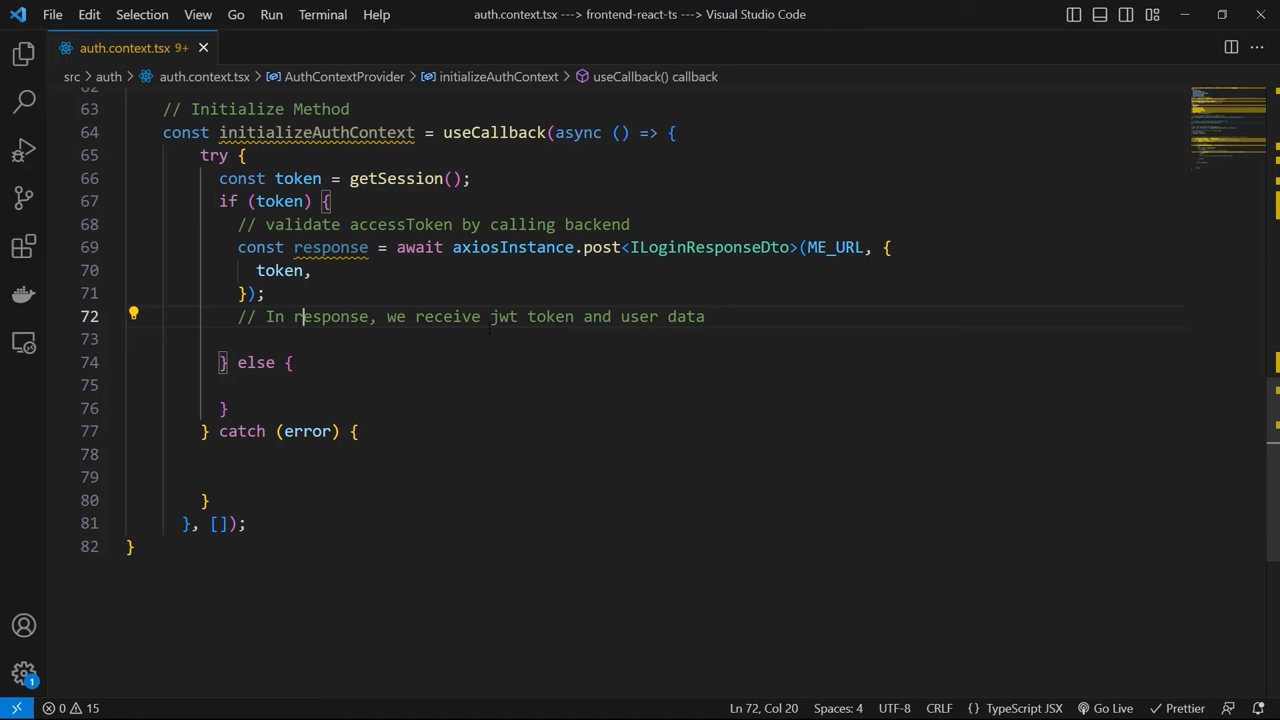 File Edit Selection View Go Run Terminal Help auth.context.tsx ---> frontend-react-ts ---> Visual Studio Code
auth.context.tsx 9+
src > auth > auth.context.tsx > AuthContextProvider > initializeAuthContext > useCallback() callback
62
63 // Initialize Method
64 const initializeAuthContext = useCallback(async () => {
65 try {
66 const token = getSession();
67 if (token) {
68 // validate accessToken by calling backend
69 const response = await axiosInstance.post<ILoginResponseDto>(ME_URL, {
70 token,
71 });
72 // In response, we receive jwt token and user data
73
74 } else {
75
76 }
77 } catch (error) {
78
79
80 }
81 }, []);
82 }
1
0 15 Ln 72, Col 20 Spaces: 4 UTF-8 CRLF {} TypeScript JSX Go Live Prettier